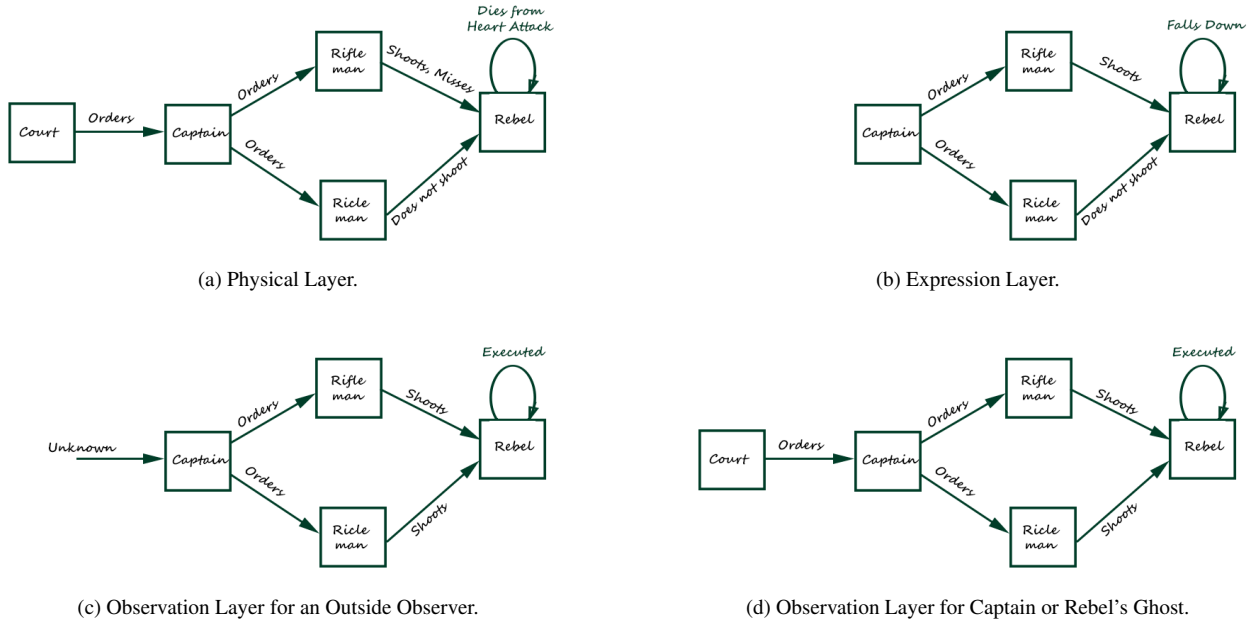 Dies from
Heart Attack
Rifle
man
Shoots, Misses
Orders
Court
Orders
Captain
Rebel
Orders
Ricle
man
Does not shoot
(a) Physical Layer.
Falls Down
Rifle
man
Shoots
Orders
Captain
Rebel
Orders
Ricle
man
Does not shoot
(b) Expression Layer.
Executed
Rifle
man
Shoots
Orders
Unknown
Captain
Rebel
Orders
Ricle
man
Shoots
(c) Observation Layer for an Outside Observer.
Executed
Rifle
man
Shoots
Orders
Court
Orders
Captain
Rebel
Orders
Ricle
man
Shoots
(d) Observation Layer for Captain or Rebel's Ghost.